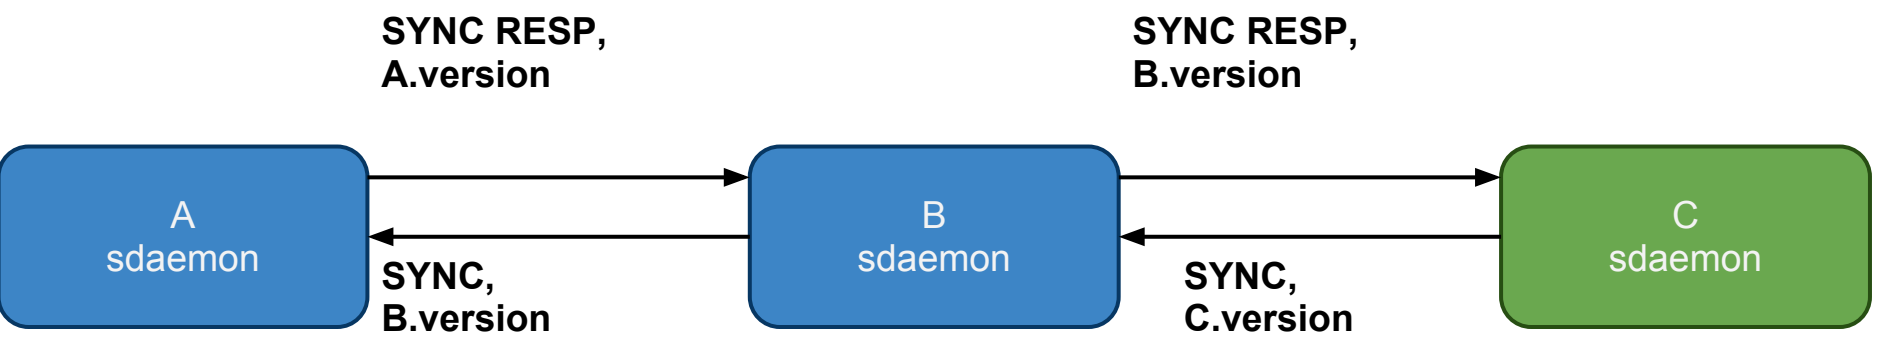 SYNC RESP,
A.version
SYNC RESP,
B.version
A
sdaemon
B
sdaemon
C
sdaemon
SYNC,
B.version
SYNC,
C.version